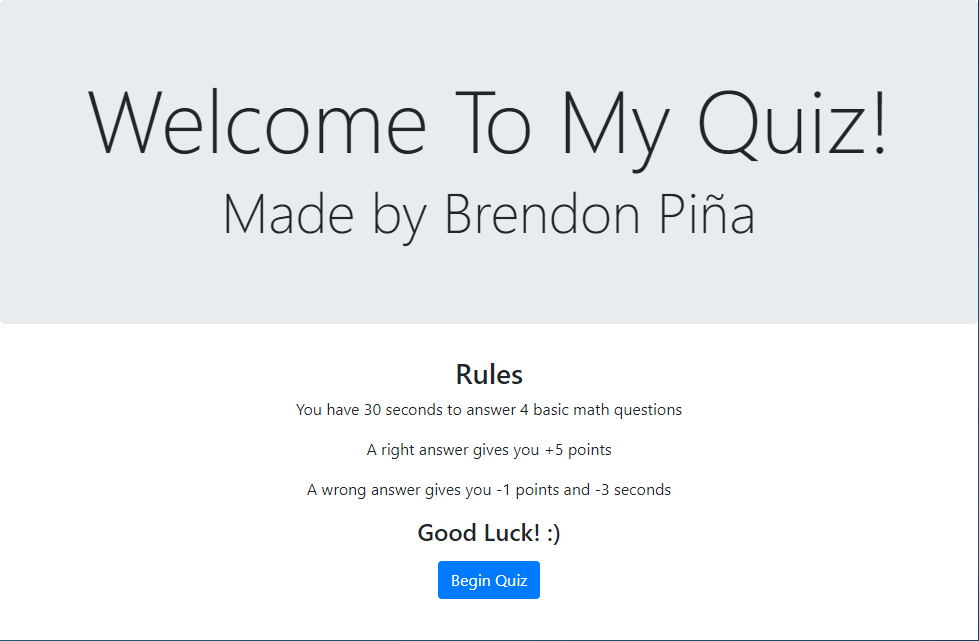 Welcome To My Quiz!
Made by Brendon Piña
Rules
You have 30 seconds to answer 4 basic math questions
A right answer gives you +5 points
A wrong answer gives you -1 points and -3 seconds
Good Luck! :)
Begin Quiz